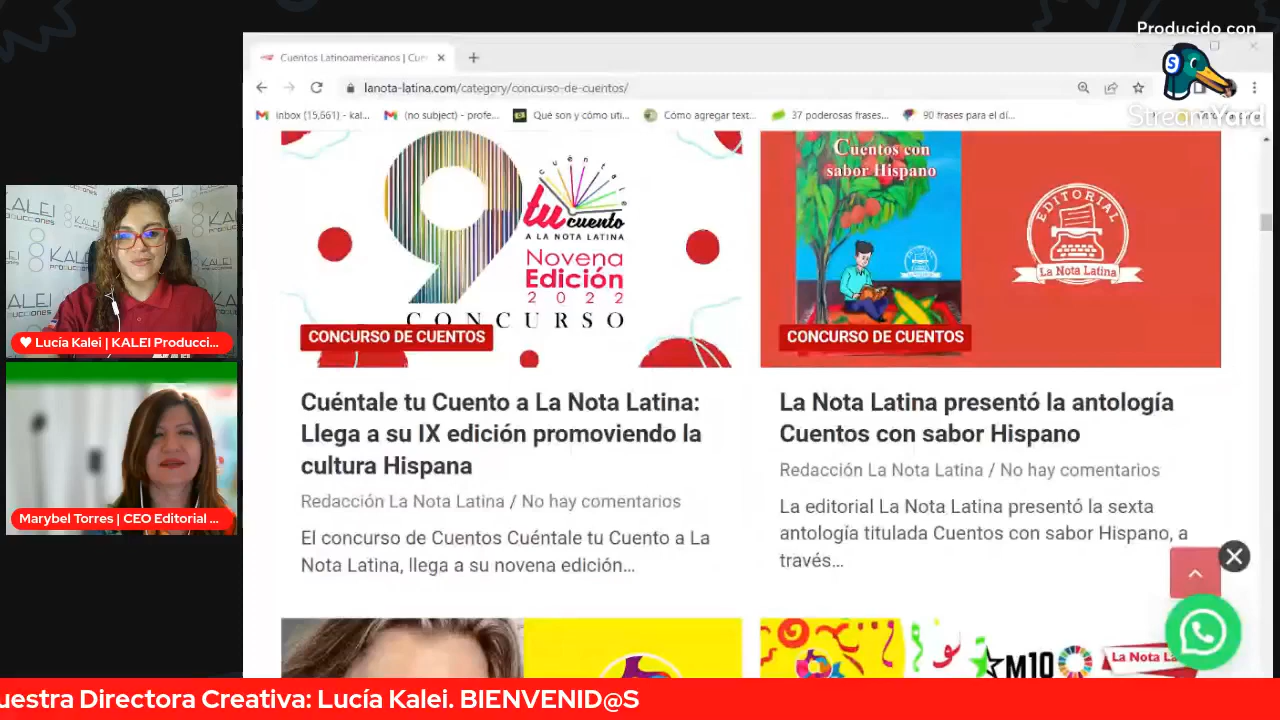 Producido con
StreamYard
Cuentos Latinoamericanos | Cue
lanota-latina.com/category/concurso-de-cuentos/
Inbox (15,661) - kal...
(no subject) - profe...
Qué son y cómo uti...
Cómo agregar text...
37 poderosas frases...
90 frases para el dí...
cuéntale
tu cuento
A LA NOTA LATINA
Novena
Edición
2022
CONCURSO
CONCURSO DE CUENTOS
Cuéntale tu Cuento a La Nota Latina:
Llega a su IX edición promoviendo la
cultura Hispana
Redacción La Nota Latina / No hay comentarios
El concurso de Cuentos Cuéntale tu Cuento a La
Nota Latina, llega a su novena edición...
Cuentos con
sabor Hispano
EDITORIAL
La Nota Latina
CONCURSO DE CUENTOS
La Nota Latina presentó la antología
Cuentos con sabor Hispano
Redacción La Nota Latina / No hay comentarios
La editorial La Nota Latina presentó la sexta
antología titulada Cuentos con sabor Hispano, a
través...
M10
La Nota La
KALEI
producciones
Lucía Kalei | KALEI Producci...
Marybel Torres | CEO Editorial ...
uestra Directora Creativa: Lucía Kalei. BIENVENID@S